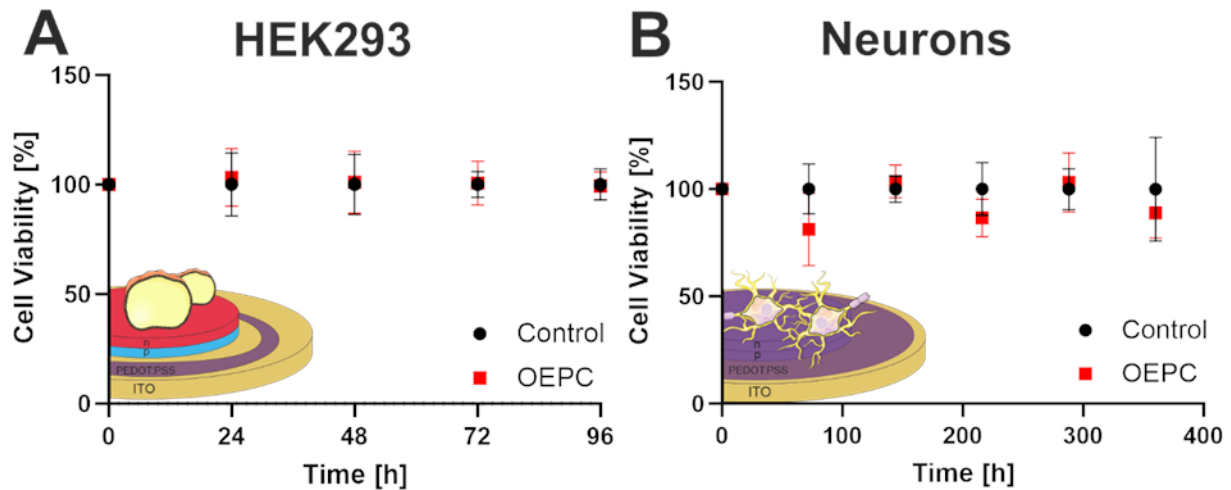 A HEK293
Cell Viability [%]
150
100
50
0
Control
OEPC
n
p
PEDOT:PSS
ITO
0 24 48 72 96
Time [h]
B Neurons
Cell Viability [%]
150
100
50
0
Control
OEPC
n
p
PEDOT:PSS
ITO
0 100 200 300 400
Time [h]